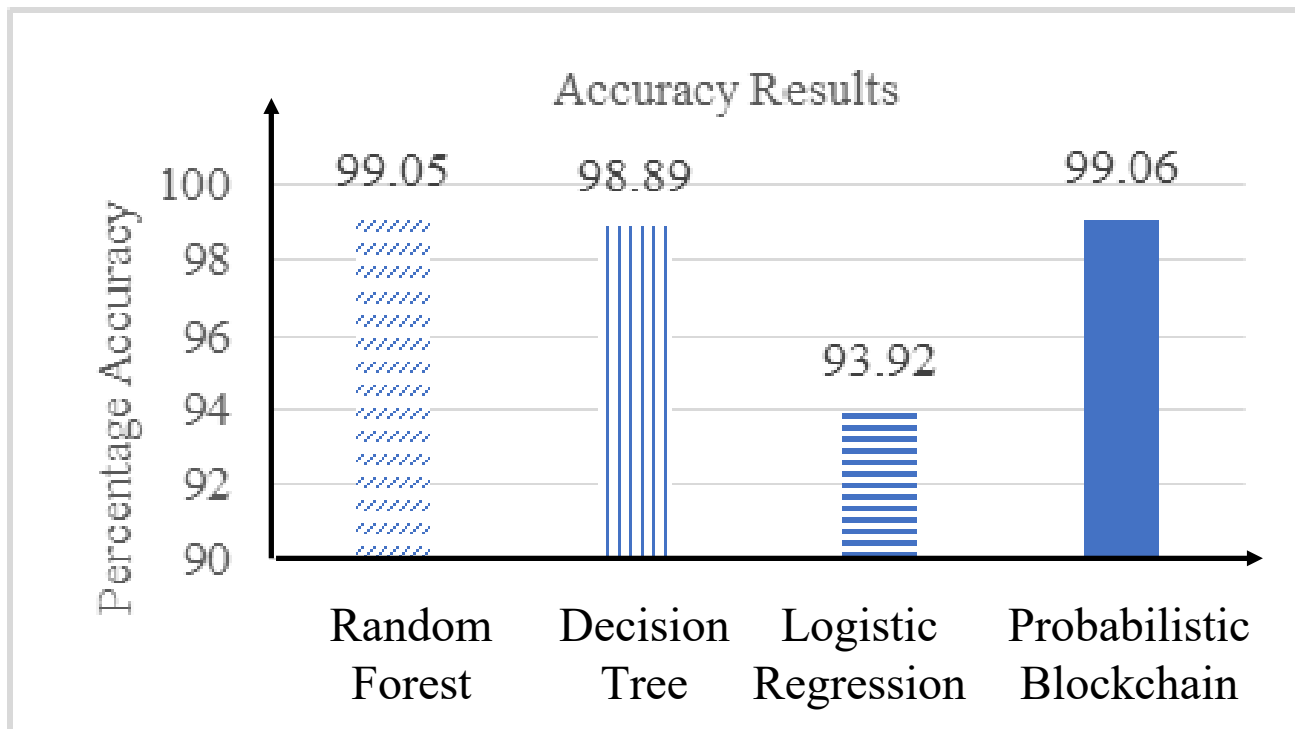 Accuracy Results
Percentage Accuracy
100
98
96
94
92
90
99.05
98.89
93.92
99.06
Random
Forest
Decision
Tree
Logistic
Regression
Probabilistic
Blockchain